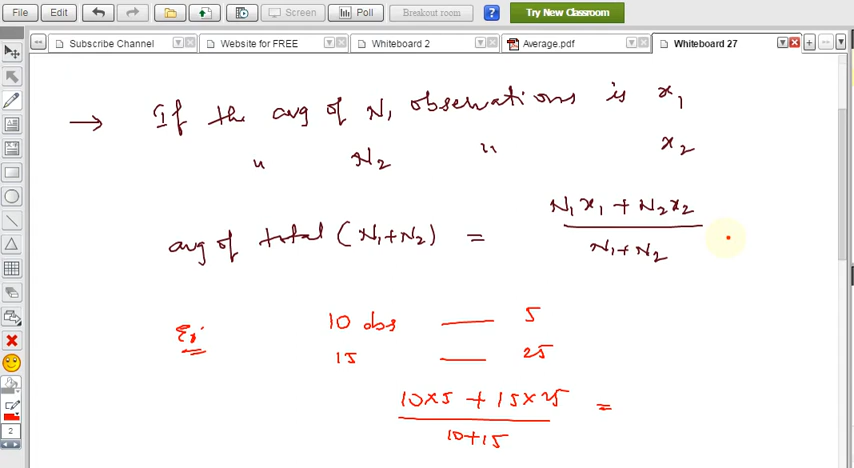 File Edit Screen Poll Breakout room ? Try New Classroom
Subscribe Channel Website for FREE Whiteboard 2 Average.pdf Whiteboard 27
→ If the avg of N₁ observations is x₁
" N₂ " x₂
avg of total (N₁+N₂) = N₁x₁ + N₂x₂
N₁+N₂
Ex:
10 obs — 5
15 — 25
10×5 + 15×25 =
10+15
2